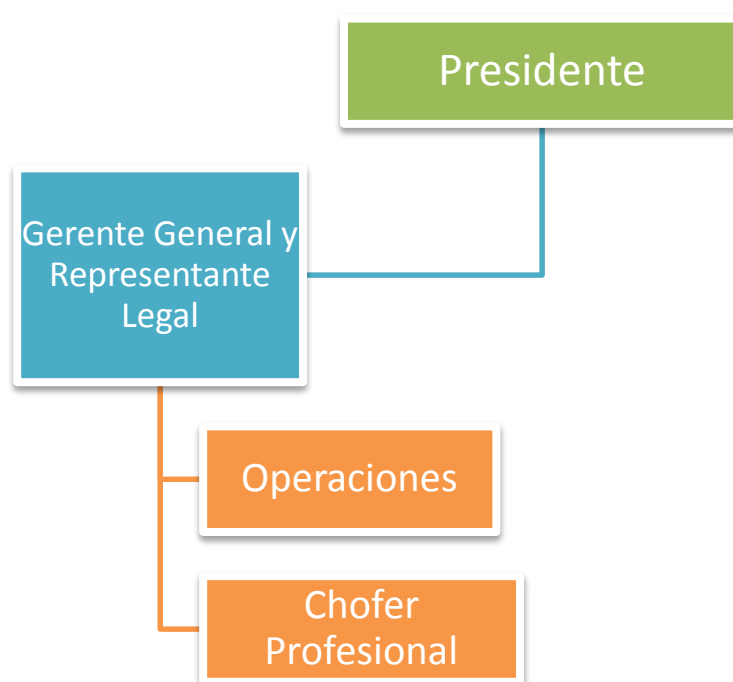 Presidente
Gerente General y
Representante
Legal
Operaciones
Chofer
Profesional